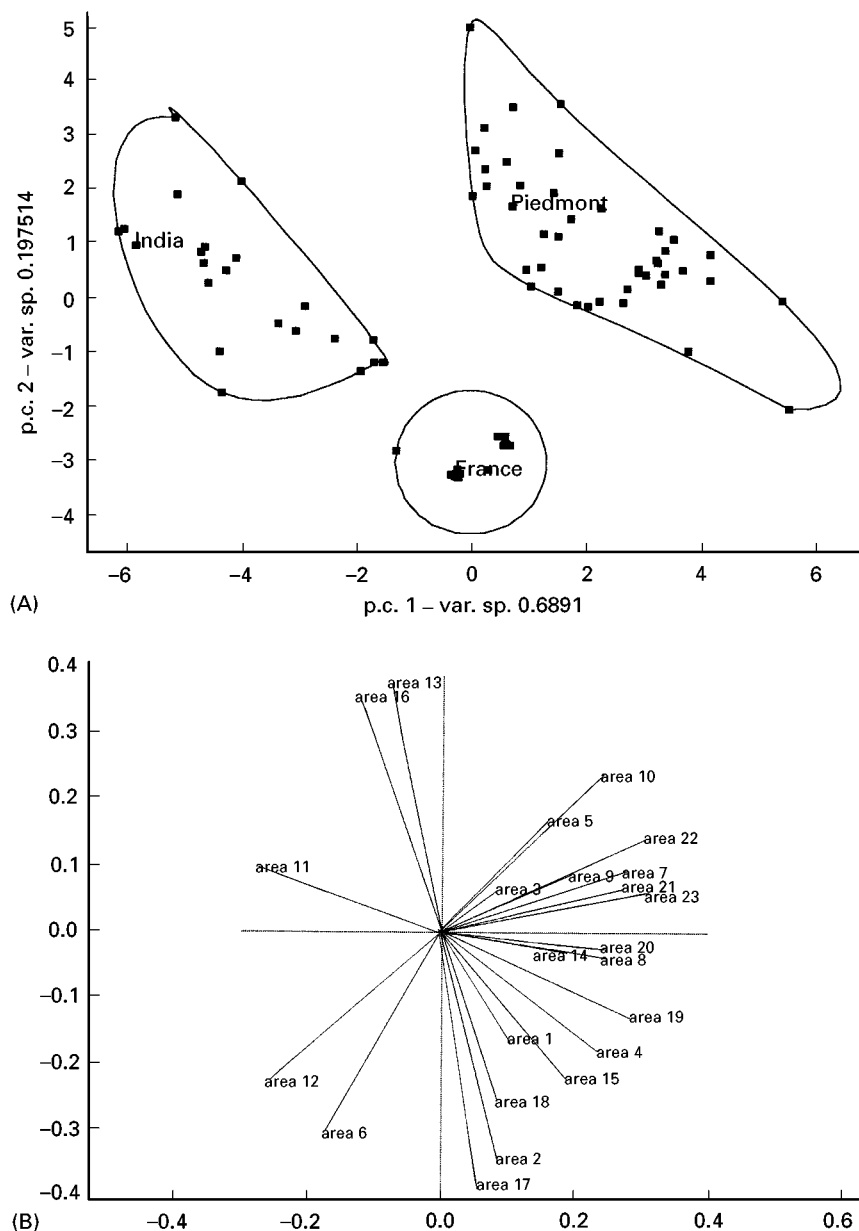 5
4
3
2
1
0
−1
−2
−3
−4
p.c. 2 – var. sp. 0.197514
India
Piedmont
France
−6
−4
−2
0
2
4
6
(A)
p.c. 1 – var. sp. 0.6891
0.4
0.3
0.2
0.1
0.0
−0.1
−0.2
−0.3
−0.4
area 13
area 16
area 10
area 5
area 22
area 11
area 9
area 7
area 3
area 21
area 23
area 20
area 14
area 8
area 19
area 1
area 4
area 12
area 15
area 18
area 6
area 2
area 17
(B)
−0.4
−0.2
0.0
0.2
0.4
0.6